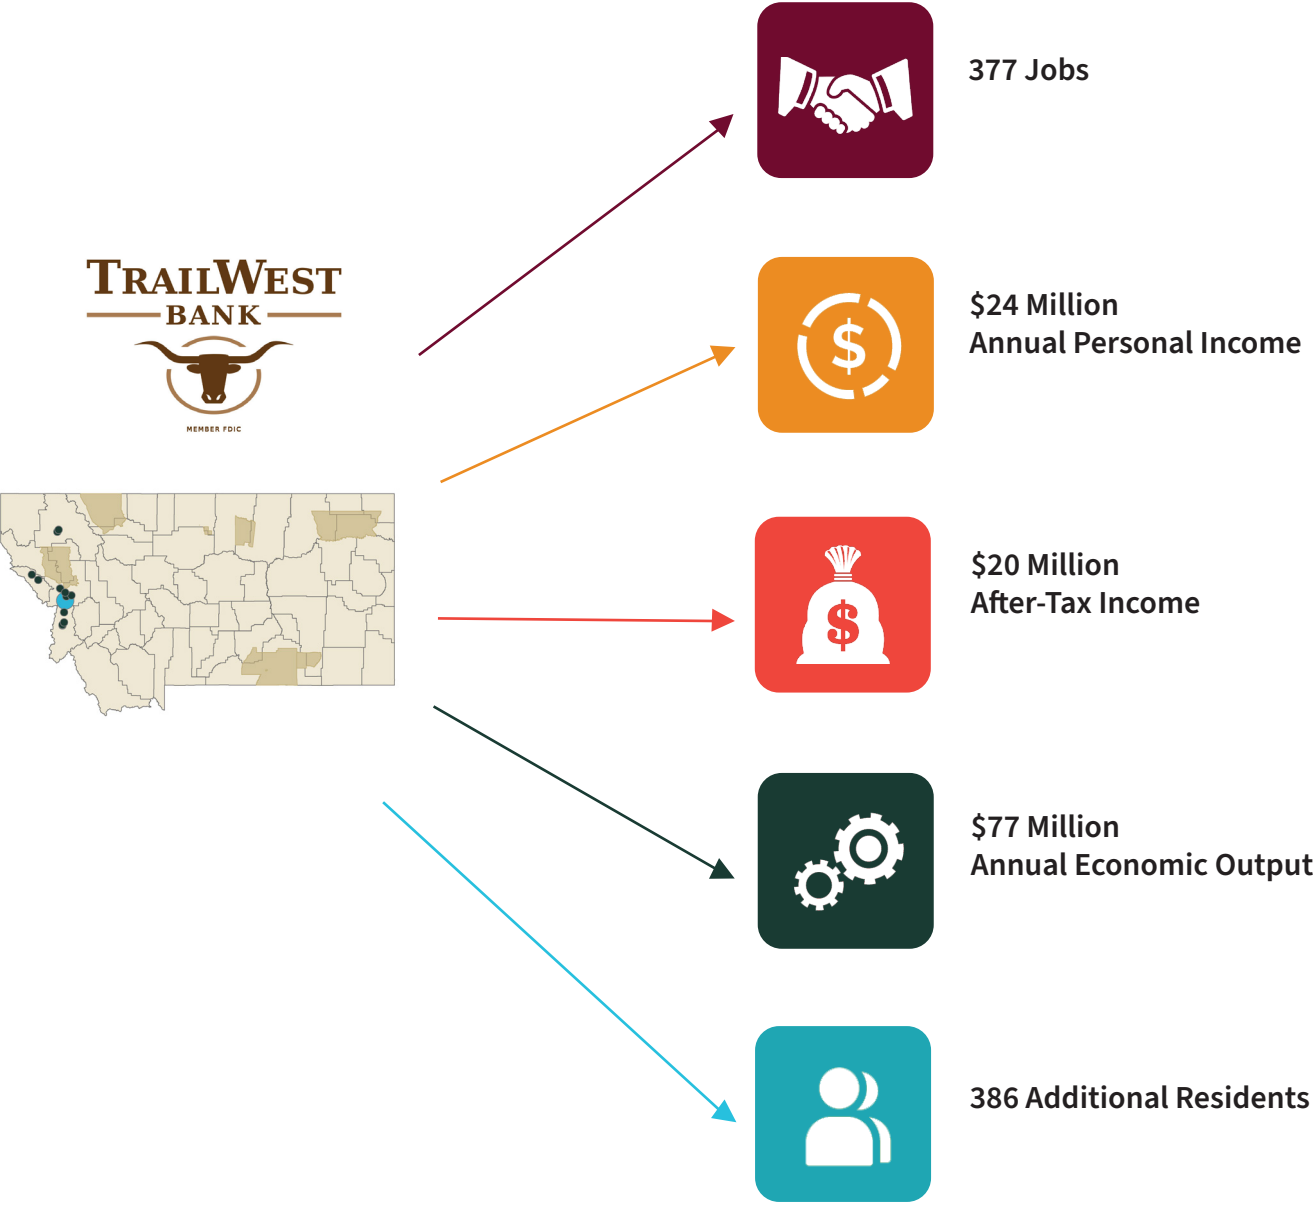 TRAILWEST
BANK
MEMBER FDIC
377 Jobs
$24 Million
Annual Personal Income
$20 Million
After-Tax Income
$77 Million
Annual Economic Output
386 Additional Residents